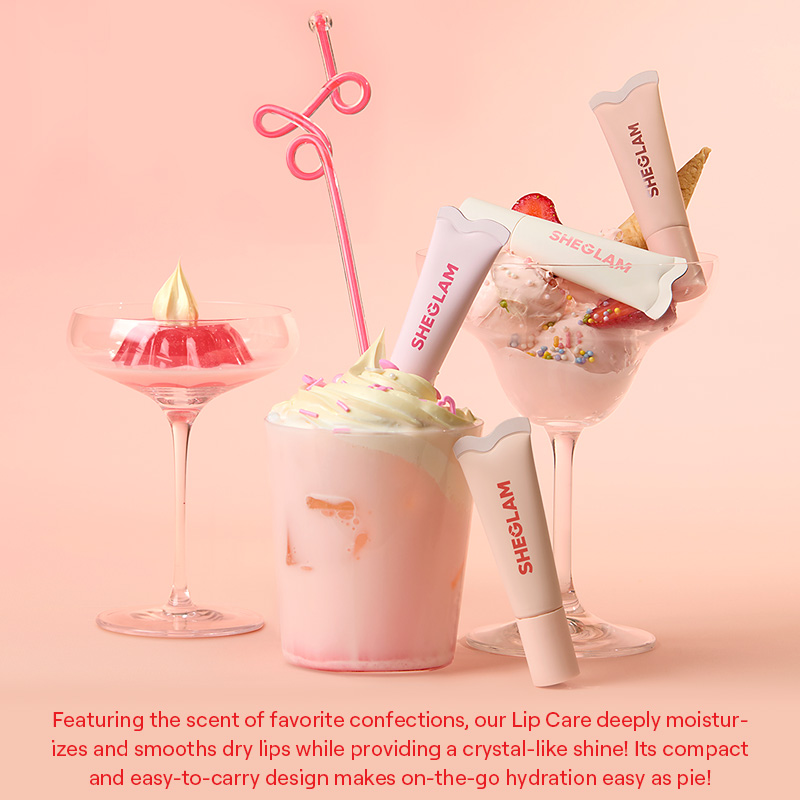 SHEGLAM
SHEGLAM
SHEGLAM
SHEGLAM
Featuring the scent of favorite confections, our Lip Care deeply moistur-
izes and smooths dry lips while providing a crystal-like shine! Its compact
and easy-to-carry design makes on-the-go hydration easy as pie!